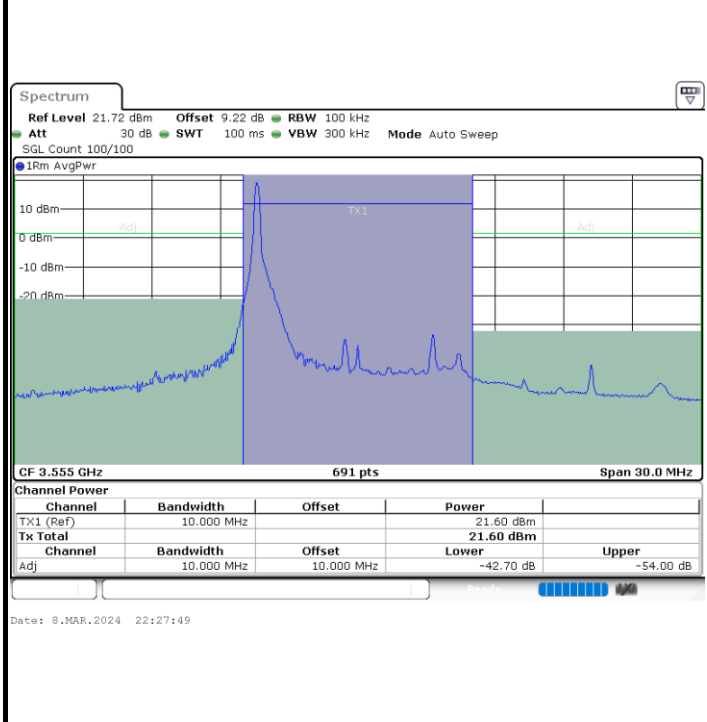 Spectrum
Ref Level 21.72 dBm Offset 9.22 dB RBW 100 kHz
Att 30 dB SWT 100 ms VBW 300 kHz Mode Auto Sweep
SGL Count 100/100
1Rm AvgPwr
10 dBm
TX1
Adj
Adj
0 dBm
-10 dBm
-20 dBm
CF 3.555 GHz 691 pts Span 30.0 MHz
Channel Power
Channel Bandwidth Offset Power
TX1 (Ref) 10.000 MHz 21.60 dBm
Tx Total 21.60 dBm
Channel Bandwidth Offset Lower Upper
Adj 10.000 MHz 10.000 MHz -42.70 dB -54.00 dB
Ready
Date: 8.MAR.2024 22:27:49